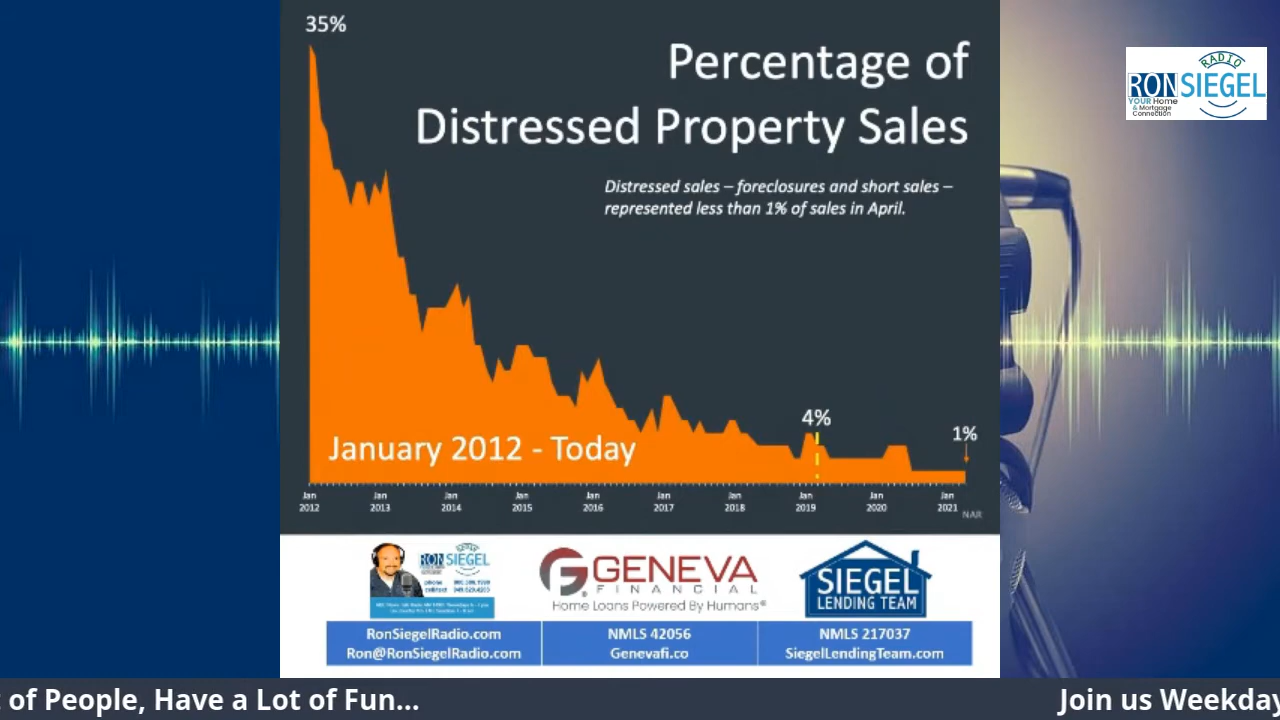 35%
Percentage of
Distressed Property Sales
Distressed sales – foreclosures and short sales –
represented less than 1% of sales in April.
RADIO
RON SIEGEL
YOUR Home
& Mortgage
Connection
4%
1%
January 2012 - Today
Jan Jan Jan Jan Jan Jan Jan Jan Jan Jan
2012 2013 2014 2015 2016 2017 2018 2019 2020 2021
NAR
RON SIEGEL
GENEVA
FINANCIAL
Home Loans Powered By Humans®
SIEGEL
LENDING TEAM
RonSiegelRadio.com
Ron@RonSiegelRadio.com
NMLS 42056
Genevafi.co
NMLS 217037
SiegelLendingTeam.com
of People, Have a Lot of Fun...
Join us Weekday